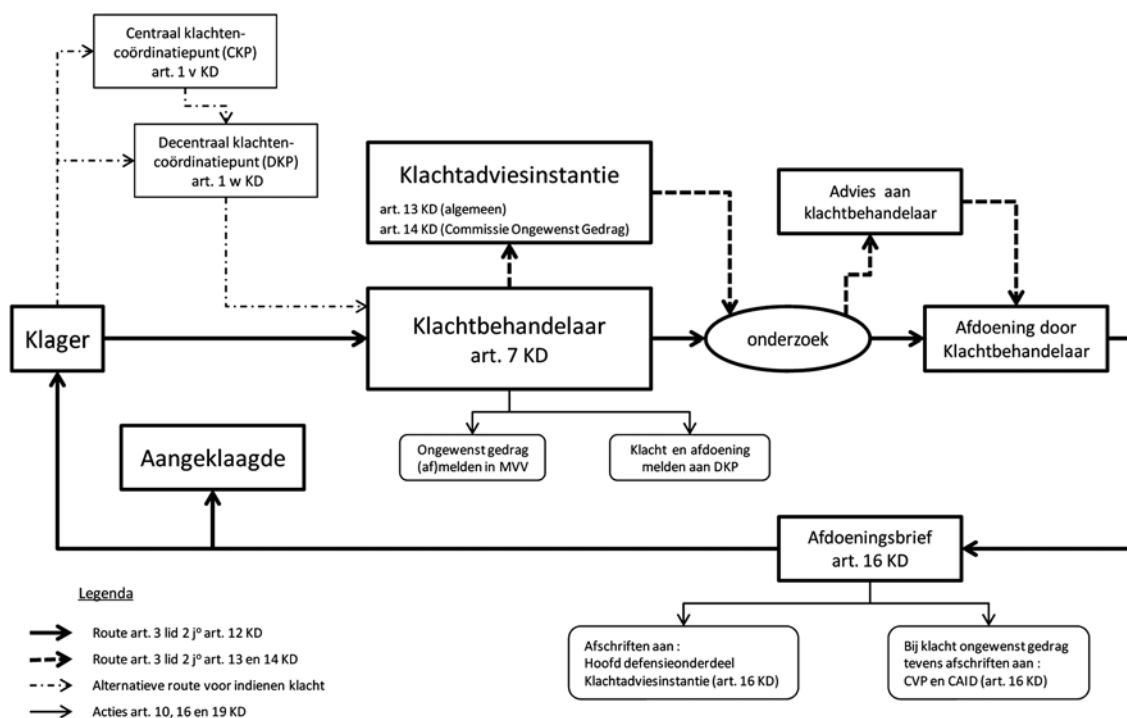 Centraal klachten-
coördinatiepunt (CKP)
art. 1 v KD
Decentraal klachten-
coördinatiepunt (DKP)
art. 1 w KD
Klachtadviesinstantie
art. 13 KD (algemeen)
art. 14 KD (Commissie Ongewenst Gedrag)
Advies aan
klachtbehandelaar
Klager
Klachtbehandelaar
art. 7 KD
onderzoek
Afdoening door
Klachtbehandelaar
Aangeklaagde
Ongewenst gedrag
(af)melden in MVV
Klacht en afdoening
melden aan DKP
Afdoeningsbrief
art. 16 KD
Afschriften aan :
Hoofd defensieonderdeel
Klachtadviesinstantie (art. 16 KD)
Bij klacht ongewenst gedrag
tevens afschriften aan :
CVP en CAID (art. 16 KD)
Legenda
Route art. 3 lid 2 j° art. 12 KD
Route art. 3 lid 2 j° art. 13 en 14 KD
Alternatieve route voor indienen klacht
Acties art. 10, 16 en 19 KD